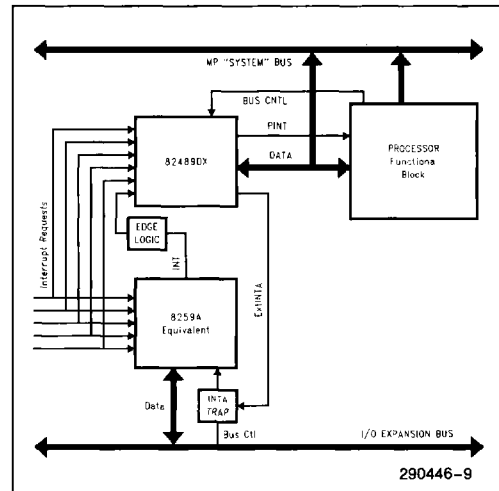 MP "SYSTEM" BUS
BUS CNTL
PINT
82489DX
DATA
PROCESSOR
Functional
Block
Interrupt Requests
EDGE
LOGIC
INT
ExtINTA
8259A
Equivalent
Data
INTA
TRAP
Bus Ctl
I/O EXPANSION BUS
290446-9